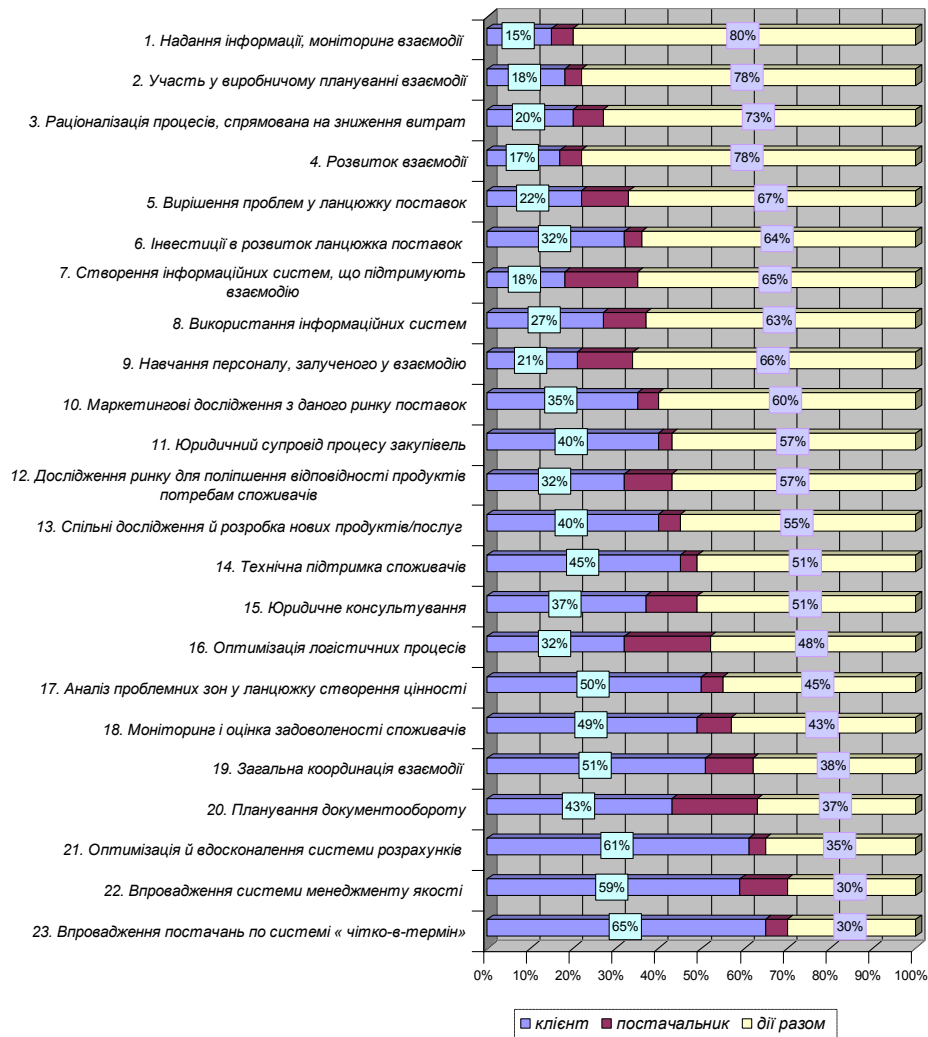 1. Надання інформації, моніторинг взаємодії 15% 80%
2. Участь у виробничому плануванні взаємодії 18% 78%
3. Раціоналізація процесів, спрямована на зниження витрат 20% 73%
4. Розвиток взаємодії 17% 78%
5. Вирішення проблем у ланцюжку поставок 22% 67%
6. Інвестиції в розвиток ланцюжка поставок 32% 64%
7. Створення інформаційних систем, що підтримують
взаємодію 18% 65%
8. Використання інформаційних систем 27% 63%
9. Навчання персоналу, залученого у взаємодію 21% 66%
10. Маркетингові дослідження з даного ринку поставок 35% 60%
11. Юридичний супровід процесу закупівель 40% 57%
12. Дослідження ринку для поліпшення відповідності продуктів
потребам споживачів 32% 57%
13. Спільні дослідження й розробка нових продуктів/послуг 40% 55%
14. Технічна підтримка споживачів 45% 51%
15. Юридичне консультування 37% 51%
16. Оптимізація логістичних процесів 32% 48%
17. Аналіз проблемних зон у ланцюжку створення цінності 50% 45%
18. Моніторинг і оцінка задоволеності споживачів 49% 43%
19. Загальна координація взаємодії 51% 38%
20. Планування документообороту 43% 37%
21. Оптимізація й вдосконалення системи розрахунків 61% 35%
22. Впровадження системи менеджменту якості 59% 30%
23. Впровадження постачань по системі « чітко-в-термін» 65% 30%
0% 10% 20% 30% 40% 50% 60% 70% 80% 90% 100%
клієнт постачальник дії разом